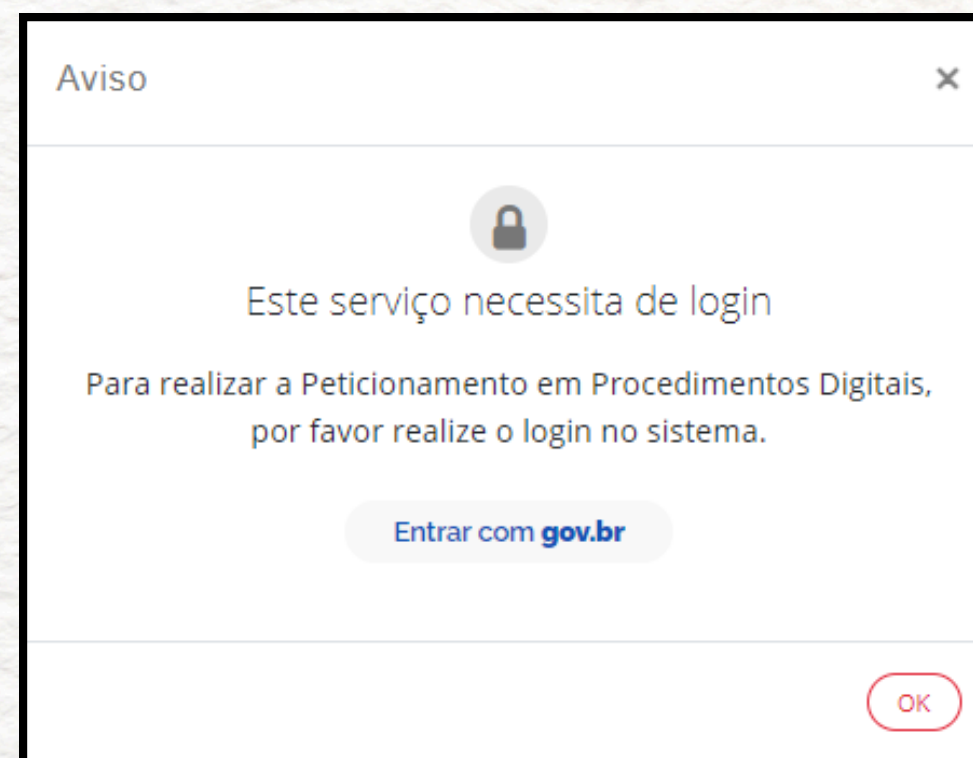 Aviso ×
Este serviço necessita de login
Para realizar a Peticionamento em Procedimentos Digitais,
por favor realize o login no sistema.
Entrar com gov.br
OK